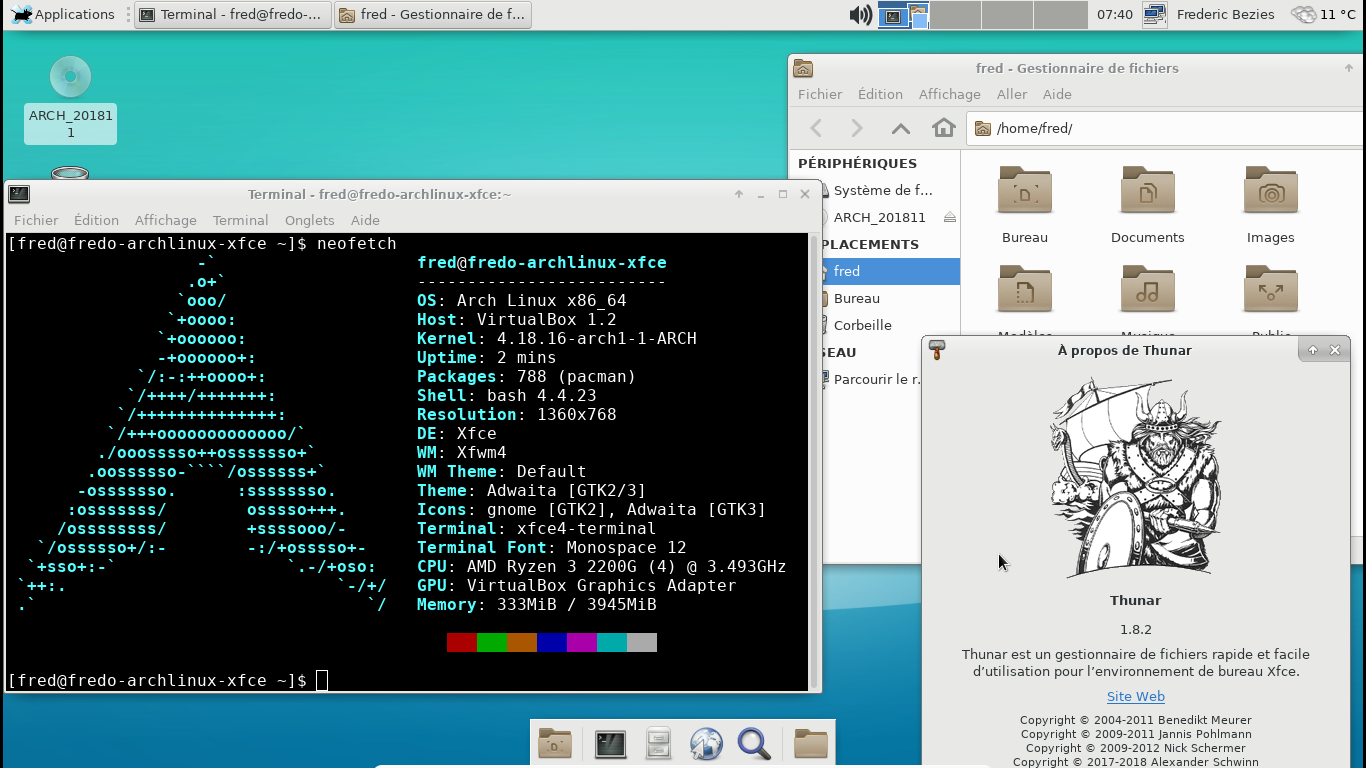 Applications
Terminal - fred@fredo-...
fred - Gestionnaire de f...
07:40
Frederic Bezies
11 °C
ARCH_20181
1
fred - Gestionnaire de fichiers
Fichier Édition Affichage Aller Aide
/home/fred/
PÉRIPHÉRIQUES
Système de f...
ARCH_201811
PLACEMENTS
fred
Bureau
Corbeille
SEAU
Parcourir le r...
Bureau Documents Images
Modèles Musique Public
Terminal - fred@fredo-archlinux-xfce:~
Fichier Édition Affichage Terminal Onglets Aide
[fred@fredo-archlinux-xfce ~]$ neofetch
fred@fredo-archlinux-xfce
-------------------------
OS: Arch Linux x86_64
Host: VirtualBox 1.2
Kernel: 4.18.16-arch1-1-ARCH
Uptime: 2 mins
Packages: 788 (pacman)
Shell: bash 4.4.23
Resolution: 1360x768
DE: Xfce
WM: Xfwm4
WM Theme: Default
Theme: Adwaita [GTK2/3]
Icons: gnome [GTK2], Adwaita [GTK3]
Terminal: xfce4-terminal
Terminal Font: Monospace 12
CPU: AMD Ryzen 3 2200G (4) @ 3.493GHz
GPU: VirtualBox Graphics Adapter
Memory: 333MiB / 3945MiB
[fred@fredo-archlinux-xfce ~]$
À propos de Thunar
Thunar
1.8.2
Thunar est un gestionnaire de fichiers rapide et facile
d’utilisation pour l’environnement de bureau Xfce.
Site Web
Copyright © 2004-2011 Benedikt Meurer
Copyright © 2009-2011 Jannis Pohlmann
Copyright © 2009-2012 Nick Schermer
Copyright © 2017-2018 Alexander Schwinn